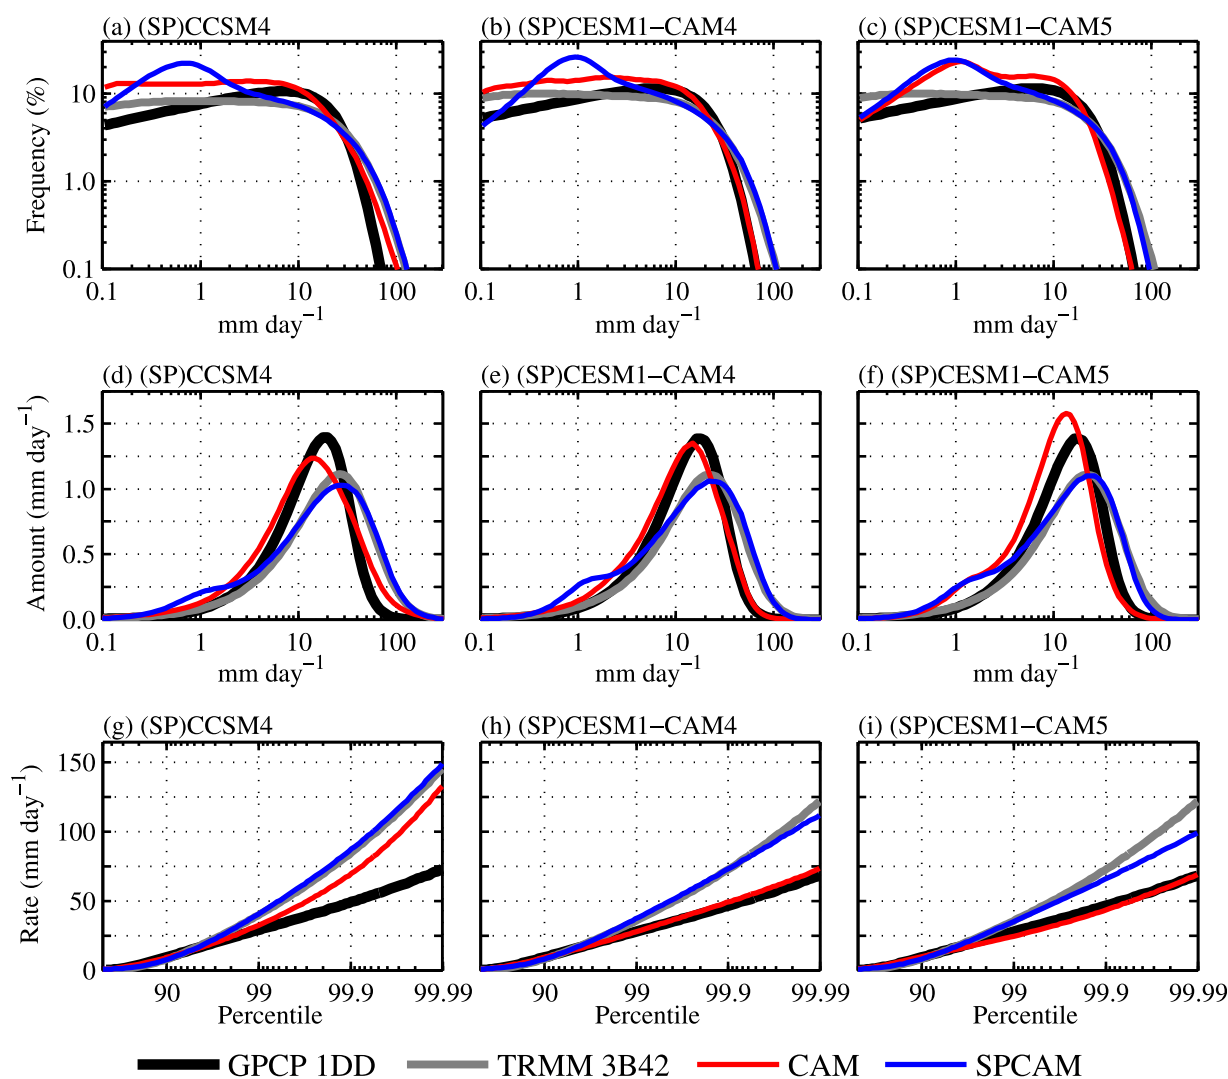 (a) (SP)CCSM4 (b) (SP)CESM1−CAM4 (c) (SP)CESM1−CAM5
Frequency (%)
10
1.0
0.1
0.1 1 10 100 0.1 1 10 100 0.1 1 10 100
mm day⁻¹ mm day⁻¹ mm day⁻¹
(d) (SP)CCSM4 (e) (SP)CESM1−CAM4 (f) (SP)CESM1−CAM5
Amount (mm day⁻¹)
1.5
1.0
0.5
0.0
0.1 1 10 100 0.1 1 10 100 0.1 1 10 100
mm day⁻¹ mm day⁻¹ mm day⁻¹
(g) (SP)CCSM4 (h) (SP)CESM1−CAM4 (i) (SP)CESM1−CAM5
Rate (mm day⁻¹)
150
100
50
0
90 99 99.9 99.99 90 99 99.9 99.99 90 99 99.9 99.99
Percentile Percentile Percentile
GPCP 1DD TRMM 3B42 CAM SPCAM